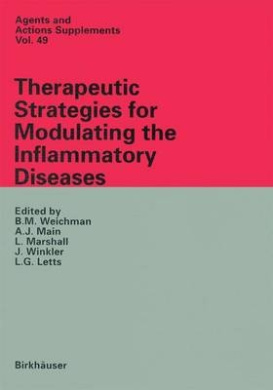 Agents and
Actions Supplements
Vol. 49
Therapeutic
Strategies for
Modulating the
Inflammatory
Diseases
Edited by
B.M. Weichman
A.J. Main
L. Marshall
J. Winkler
L.G. Letts
Birkhäuser